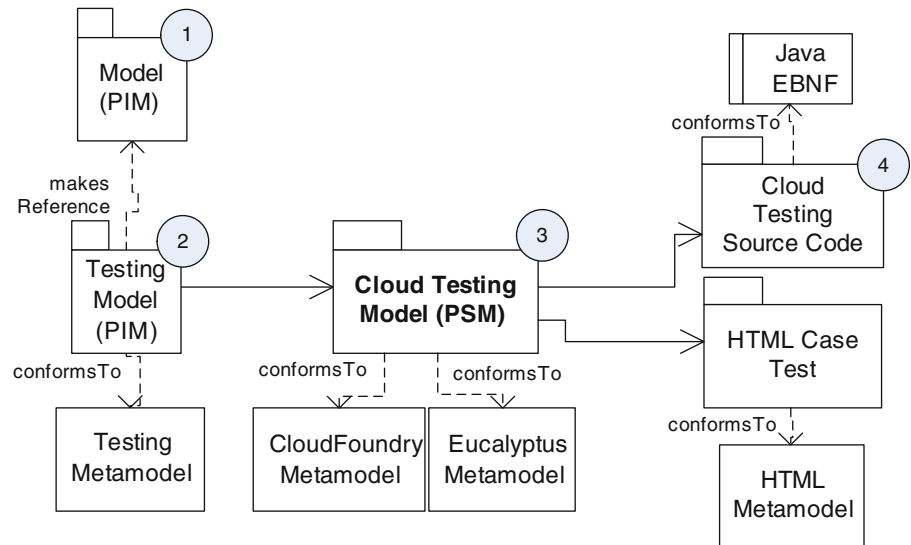 1
Model
(PIM)
makes
Reference
2
Testing
Model
(PIM)
conformsTo
Testing
Metamodel
3
Cloud Testing
Model (PSM)
conformsTo
conformsTo
CloudFoundry
Metamodel
Eucalyptus
Metamodel
Java
EBNF
conformsTo
4
Cloud
Testing
Source Code
HTML Case
Test
conformsTo
HTML
Metamodel